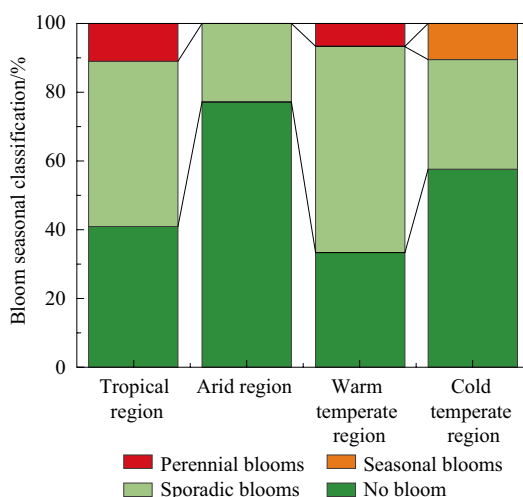 Bloom seasonal classification/%
100
80
60
40
20
0
Tropical
region
Arid region
Warm
temperate
region
Cold
temperate
region
Perennial blooms
Seasonal blooms
Sporadic blooms
No bloom